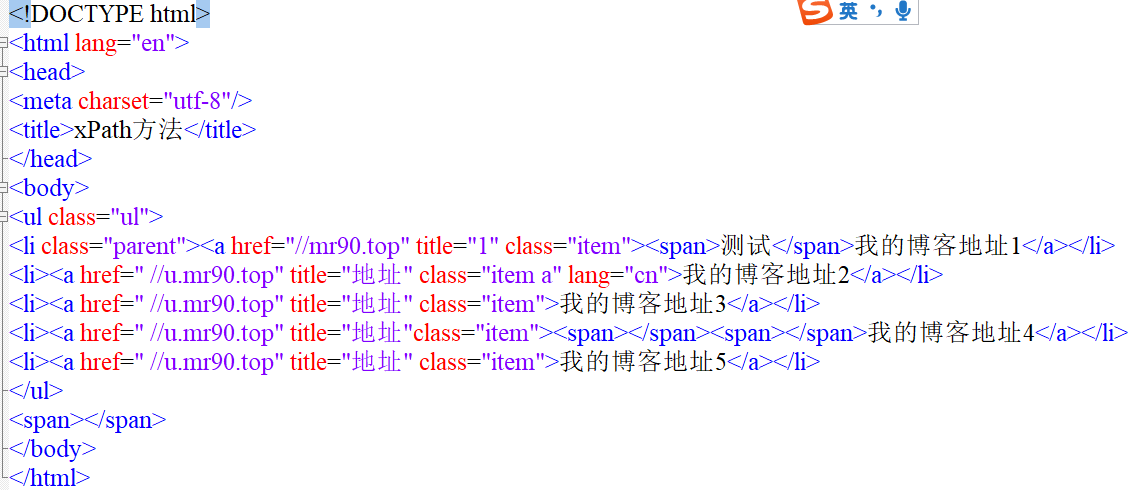 <!DOCTYPE html>
<html lang="en">
<head>
<meta charset="utf-8"/>
<title>xPath方法</title>
</head>
<body>
<ul class="ul">
<li class="parent"><a href="//mr90.top" title="1" class="item"><span>测试</span>我的博客地址1</a></li>
<li><a href=" //u.mr90.top" title="地址" class="item a" lang="cn">我的博客地址2</a></li>
<li><a href=" //u.mr90.top" title="地址" class="item">我的博客地址3</a></li>
<li><a href=" //u.mr90.top" title="地址"class="item"><span></span><span></span>我的博客地址4</a></li>
<li><a href=" //u.mr90.top" title="地址" class="item">我的博客地址5</a></li>
</ul>
<span></span>
</body>
</html>
S 英